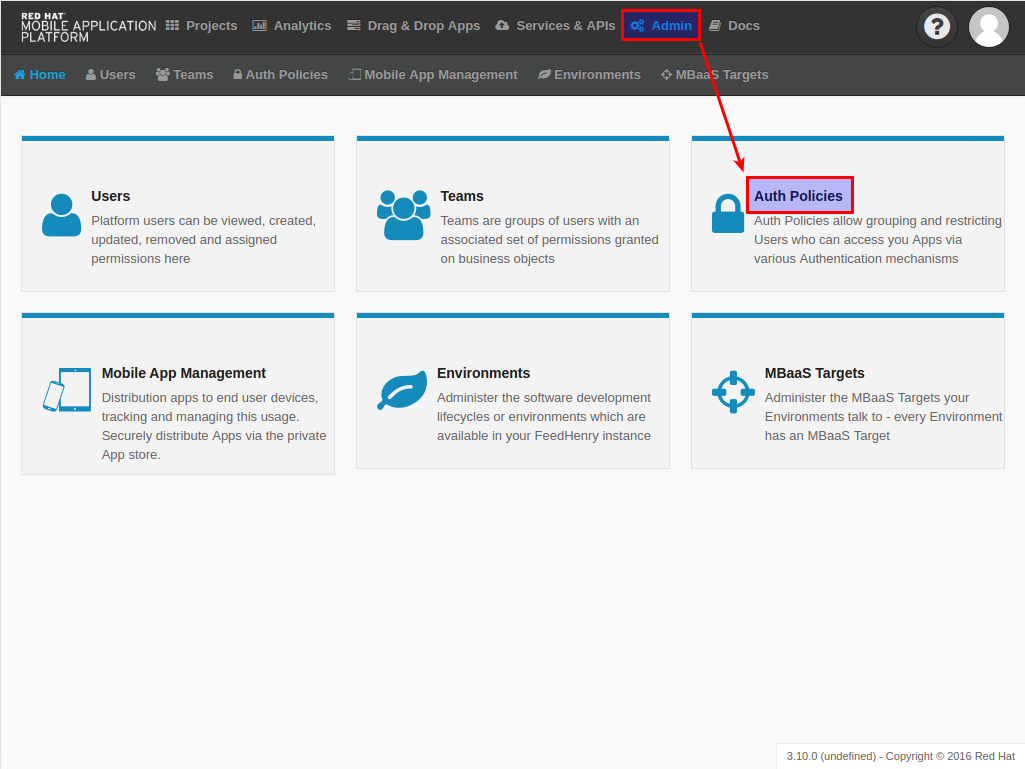 RED HAT
MOBILE APPLICATION
PLATFORM
Projects Analytics Drag & Drop Apps Services & APIs Admin Docs
?
Home Users Teams Auth Policies Mobile App Management Environments MBaaS Targets
Users
Platform users can be viewed, created,
updated, removed and assigned
permissions here
Teams
Teams are groups of users with an
associated set of permissions granted
on business objects
Auth Policies
Auth Policies allow grouping and restricting
Users who can access you Apps via
various Authentication mechanisms
Mobile App Management
Distribution apps to end user devices,
tracking and managing this usage.
Securely distribute Apps via the private
App store.
Environments
Administer the software development
lifecycles or environments which are
available in your FeedHenry instance
MBaaS Targets
Administer the MBaaS Targets your
Environments talk to - every Environment
has an MBaaS Target
3.10.0 (undefined) - Copyright © 2016 Red Hat